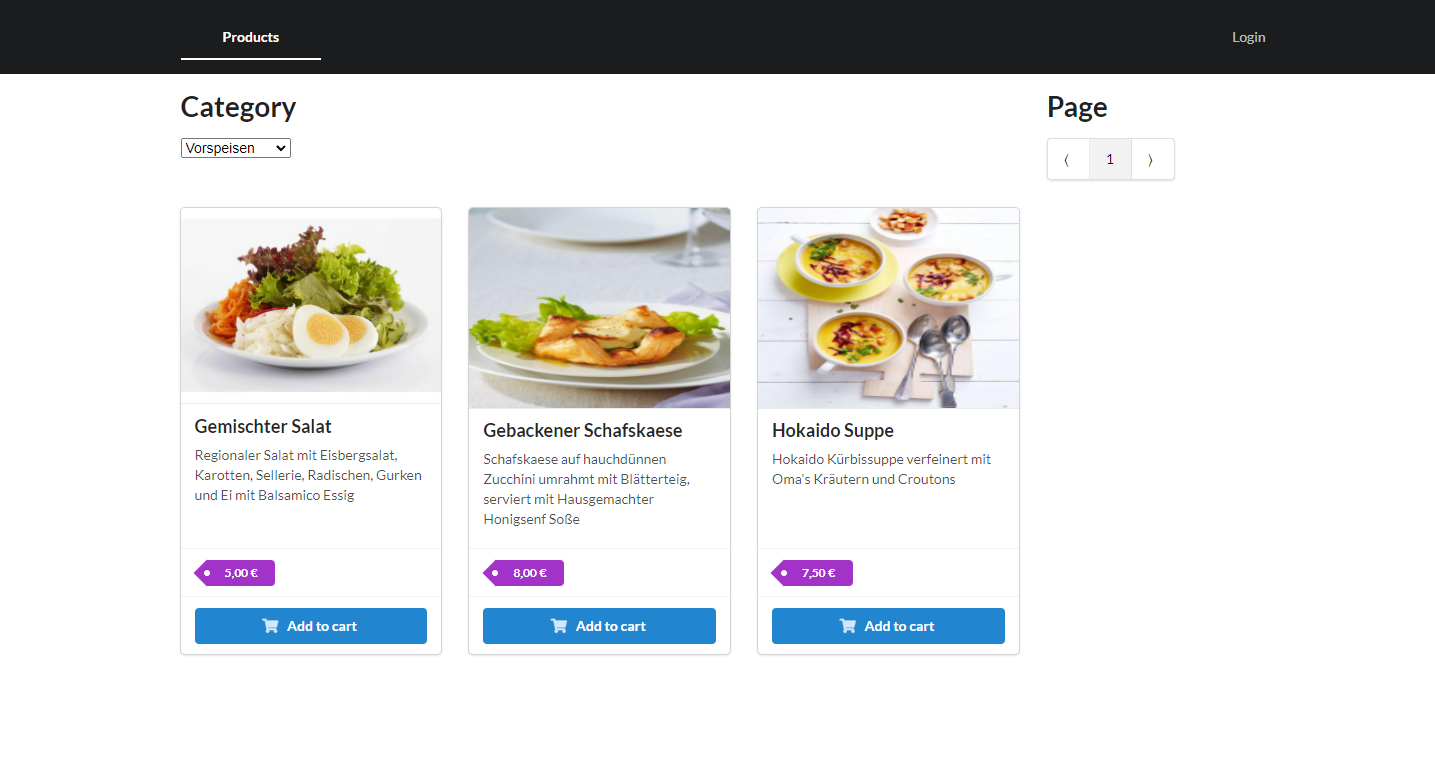 Products
Login
Category
Page
Vorspeisen
⟨ 1 ⟩
Gemischter Salat
Regionaler Salat mit Eisbergsalat,
Karotten, Sellerie, Radischen, Gurken
und Ei mit Balsamico Essig
5,00 €
Add to cart
Gebackener Schafskaese
Schafskaese auf hauchdünnen
Zucchini umrahmt mit Blätterteig,
serviert mit Hausgemachter
Honigsenf Soße
8,00 €
Add to cart
Hokaido Suppe
Hokaido Kürbissuppe verfeinert mit
Oma's Kräutern und Croutons
7,50 €
Add to cart